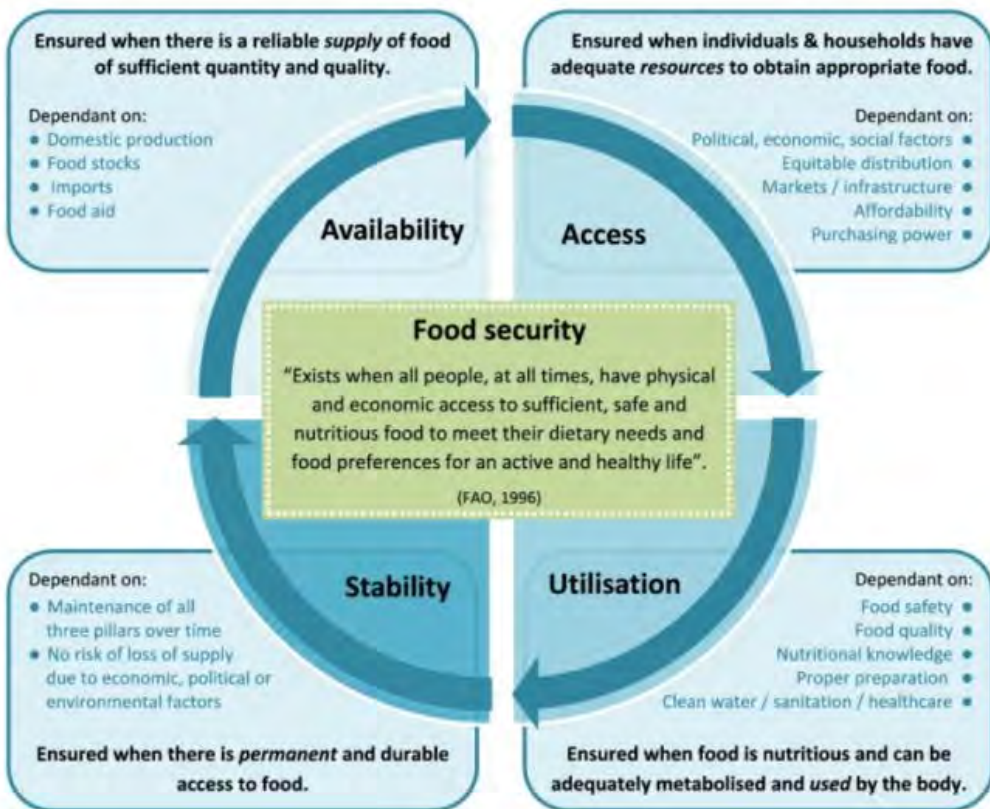 Ensured when there is a reliable supply of food
of sufficient quantity and quality.
Dependant on:
● Domestic production
● Food stocks
● Imports
● Food aid
Availability
Ensured when individuals & households have
adequate resources to obtain appropriate food.
Dependant on:
Political, economic, social factors ●
Equitable distribution ●
Markets / infrastructure ●
Affordability ●
Purchasing power ●
Access
Food security
“Exists when all people, at all times, have physical
and economic access to sufficient, safe and
nutritious food to meet their dietary needs and
food preferences for an active and healthy life”.
(FAO, 1996)
Stability
Dependant on:
● Maintenance of all
three pillars over time
● No risk of loss of supply
due to economic, political or
environmental factors
Ensured when there is permanent and durable
access to food.
Utilisation
Dependant on:
Food safety ●
Food quality ●
Nutritional knowledge ●
Proper preparation ●
Clean water / sanitation / healthcare ●
Ensured when food is nutritious and can be
adequately metabolised and used by the body.